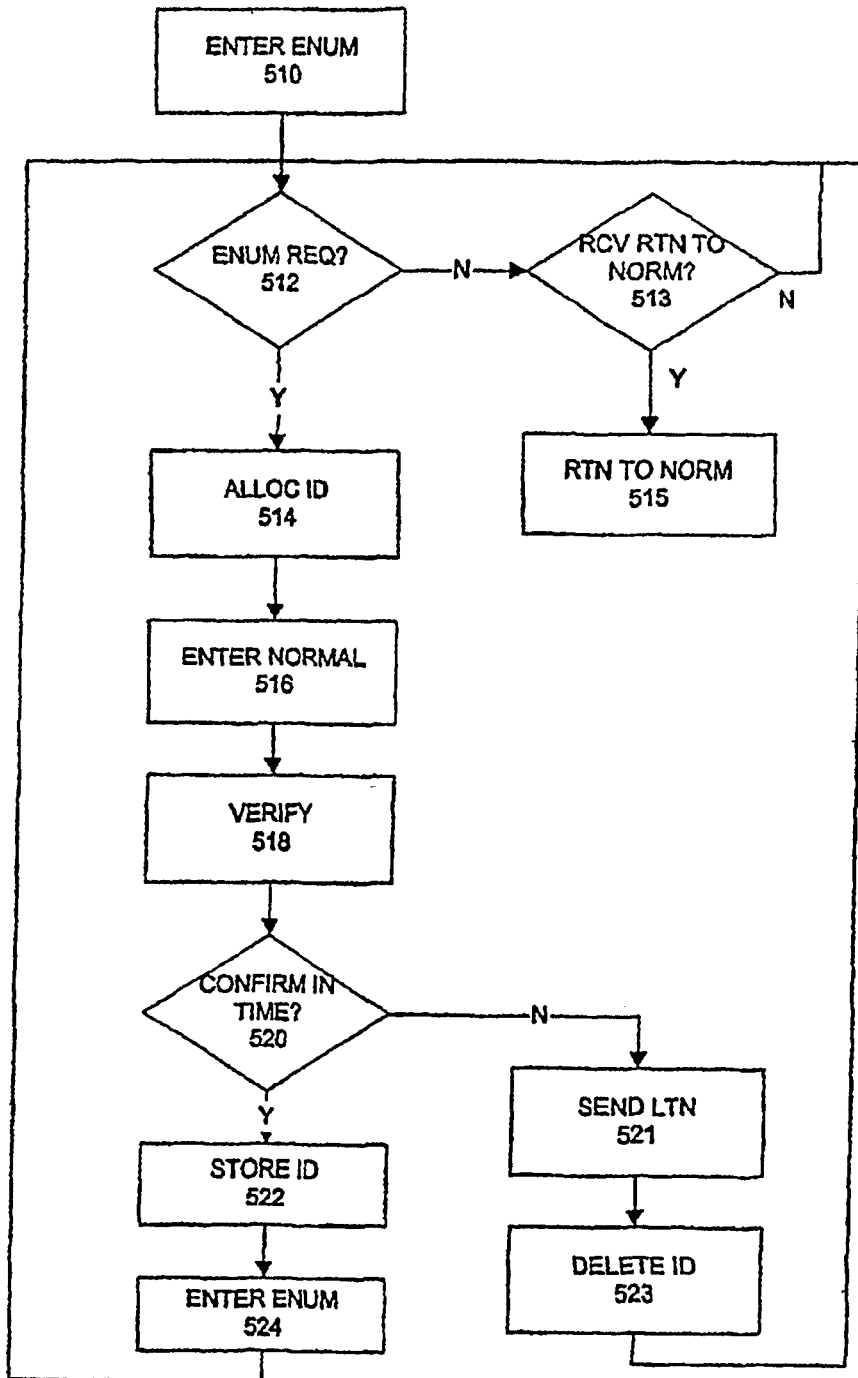 ENTER ENUM
510
ENUM REQ?
512
N
RCV RTN TO
NORM?
513
N
Y
Y
ALLOC ID
514
RTN TO NORM
515
ENTER NORMAL
516
VERIFY
518
CONFIRM IN
TIME?
520
N
Y
SEND LTN
521
STORE ID
522
DELETE ID
523
ENTER ENUM
524